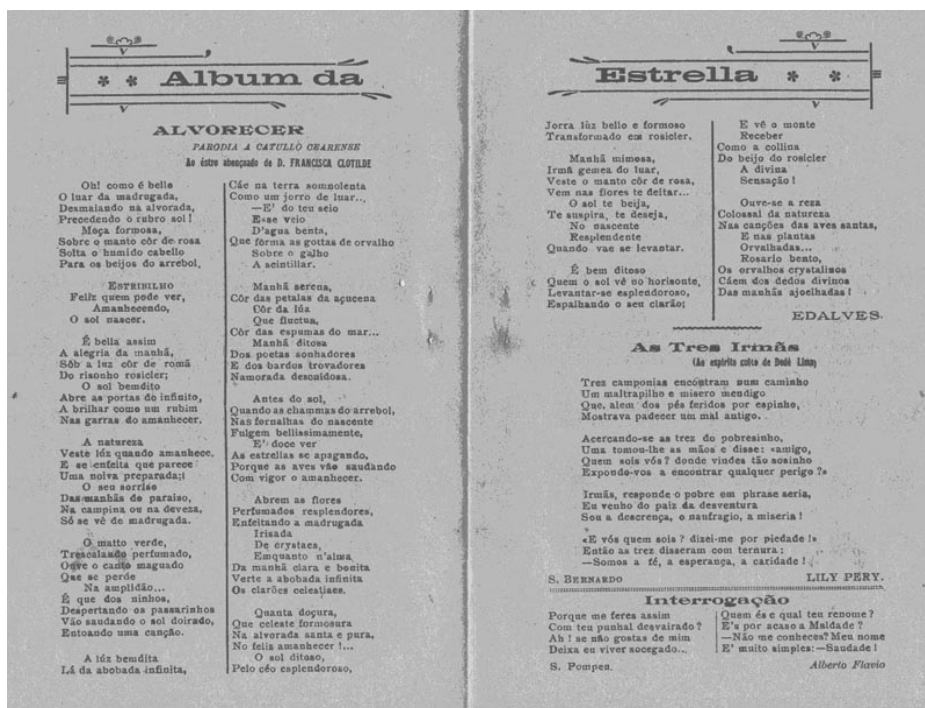 Album da
ALVORECER
PARODIA A CATULLO CEARENSE
Ao éstro abençoado de D. FRANCISCA CLOTILDE
Oh! como é bello
O luar da madrugada,
Desmaiando na alvorada,
Precedendo o rubro sol!
Moça formosa,
Sobre o manto côr de rosa
Solta o humido cabello
Para os beijos do arrebol,
ESTRIBILHO
Feliz quem pode ver,
Amanhecendo,
O sol nascer.
É bella assim
A alegria da manhã,
Sôb a luz côr de romã
Do risonho rosicler;
O sol bemdito
Abre as portas do infinito,
A brilhar como um rubim
Nas garras do amanhecer.
A natureza
Veste lúz quando amanhece.
E se enfeita que parece
Uma noiva preparada;
O seu sorriso
Das manhãs de paraiso,
Na campina ou na deveza,
Só se vê de madrugada.
O matto verde,
Trescalando perfumado,
Ouve o canto maguado
Que se perde
Na amplidão...
É que dos ninhos,
Despertando os passarinhos
Vão saudando o sol doirado,
Entoando uma canção.
A lúz bemdita
Lá da abobada infinita,
Cáe na terra somnolenta
Como um jorro de luar...
—E' do teu seio
Esse veio
D'agua benta,
Que fórma as gottas de orvalho
Sobre o galho
A scintillar.
Manhã serena,
Côr das petalas da açucena
Côr da lúa
Que fluctua,
Côr das espumas do mar...
Manhã ditosa
Dos poetas sonhadores
E dos bardos trovadores
Namorada descuidosa.
Antes do sol,
Quando as chammas do arrebol,
Nas fornalhas do nascente
Fulgem bellissimamente,
E' doce ver
As estrellas se apagando,
Porque as aves vão saudando
Com vigor o amanhecer.
Abrem as flores
Perfumados resplendores,
Enfeitando a madrugada
Irisada
De crystaes,
Emquanto n'alma
Da manhã clara e bonita
Verte a abobada infinita
Os clarões celestiaes.
Quanta doçura,
Que celeste formosura
Na alvorada santa e pura,
No felis amanhecer !...
O sol ditoso,
Pelo céo esplendoroso,
Estrella
Jorra lúz bello e formoso
Transformado em rosicler.
Manhã mimosa,
Irmã gemea do luar,
Veste o manto côr de rosa,
Vem nas flores te deitar...
O sol te beija,
Te suspira, te deseja,
No nascente
Resplendente
Quando vae se levantar.
É bem ditoso
Quem o sol vê no horisonte,
Levantar-se esplendoroso,
Espalhando o seu clarão;
E vê o monte
Receber
Como a collina
Do beijo do rosicler
A divina
Sensação !
Ouve-se a reza
Colossal da natureza
Nas canções das aves santas,
E nas plantas
Orvalhadas...
Rosario bento,
Os orvalhos crystalinos
Cáem dos dedos divinos
Das manhãs ajoelhadas !
EDALVES.
As Tres Irmãs
(Ao espirito culto de Dedé Lima)
Trez camponias encontram num caminho
Um maltrapilho e misero mendigo
Que, alem dos pés feridos por espinho,
Mostrava padecer um mal antigo.
Acercando-se as trez do pobresinho,
Uma tomou-lhe as mãos e disse: «amigo,
Quem sois vós? donde vindes tão sosinho
Expondo-vos a encontrar qualquer perigo ?»
Irmãs, responde o pobre em phrase seria,
Eu venho do paiz da desventura
Sou a descrença, o naufragio, a miseria !
«E vós quem sois ? dizei-me por piedade !»
Então as trez disseram com ternura:
—Somos a fé, a esperança, a caridade !
S. BERNARDO
LILY PERY.
Interrogação
Porque me feres assim
Com teu punhal desvairado ?
Ah ! se não gostas de mim
Deixa eu viver socegado...
Quem és e qual teu renome ?
E's por acaso a Maldade ?
—Não me conheces? Meu nome
E' muito simples:—Saudade !
S. Pompeu.
Alberto Flavio